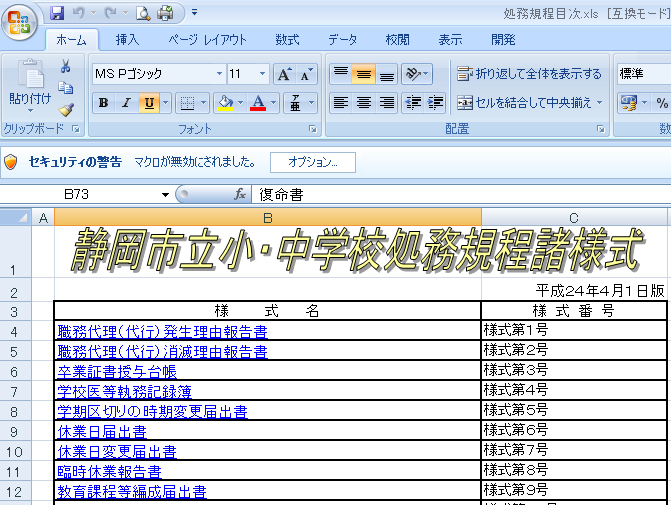 処務規程目次.xls [互換モード]
ホーム 挿入 ページ レイアウト 数式 データ 校閲 表示 開発
MS Pゴシック 11 A A 折り返して全体を表示する 標準
貼り付け B I U A ア 亜 セルを結合して中央揃え %
クリップボード フォント 配置 数
セキュリティの警告 マクロが無効にされました。 オプション...
B73 fx 復命書
A B C
1 静岡市立小・中学校処務規程諸様式
2 平成24年4月1日版
3 様 式 名 様 式 番 号
4 職務代理(代行)発生理由報告書 様式第1号
5 職務代理(代行)消滅理由報告書 様式第2号
6 卒業証書授与台帳 様式第3号
7 学校医等執務記録簿 様式第4号
8 学期区切りの時期変更届出書 様式第5号
9 休業日届出書 様式第6号
10 休業日変更届出書 様式第7号
11 臨時休業報告書 様式第8号
12 教育課程等編成届出書 様式第9号